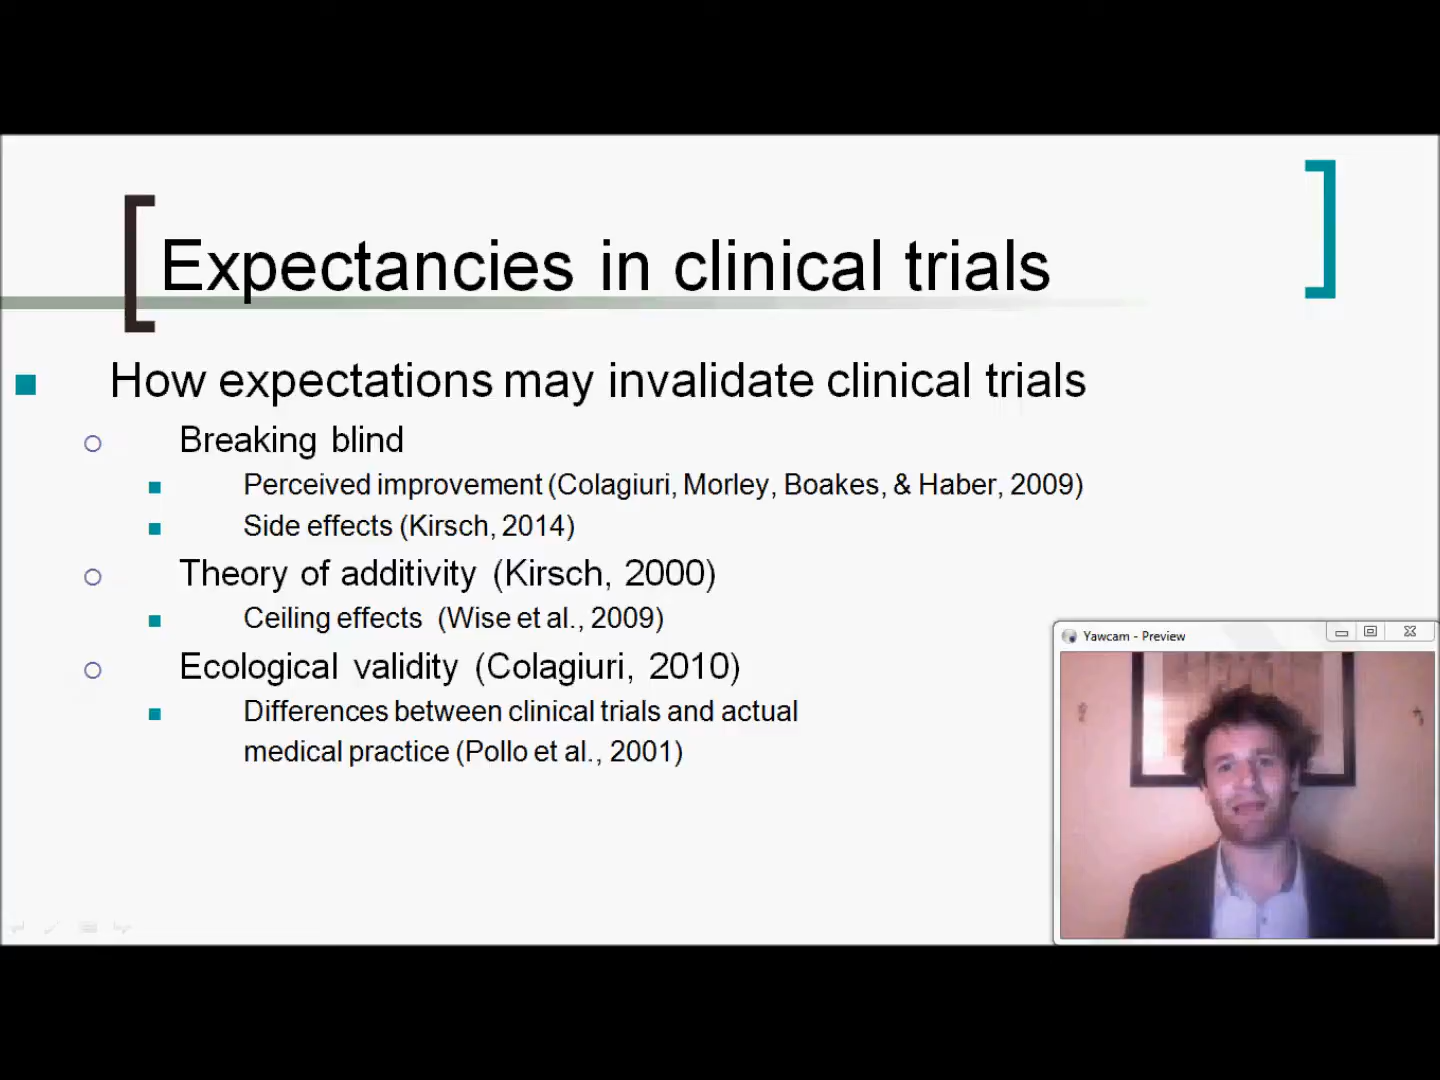 Expectancies in clinical trials
How expectations may invalidate clinical trials
Breaking blind
Perceived improvement (Colagiuri, Morley, Boakes, & Haber, 2009)
Side effects (Kirsch, 2014)
Theory of additivity (Kirsch, 2000)
Ceiling effects (Wise et al., 2009)
Ecological validity (Colagiuri, 2010)
Differences between clinical trials and actual
medical practice (Pollo et al., 2001)
Yawcam - Preview